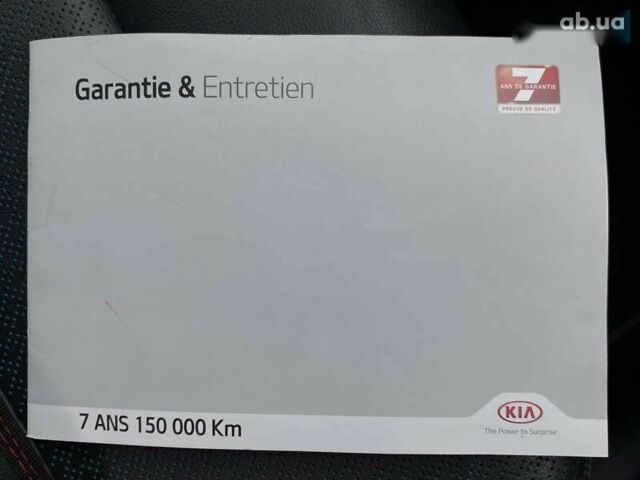 ab.ua
Garantie & Entretien
7
ANS DE GARANTIE
PREUVE DE QUALITÉ
7 ANS 150 000 Km
KIA
The Power to Surprise